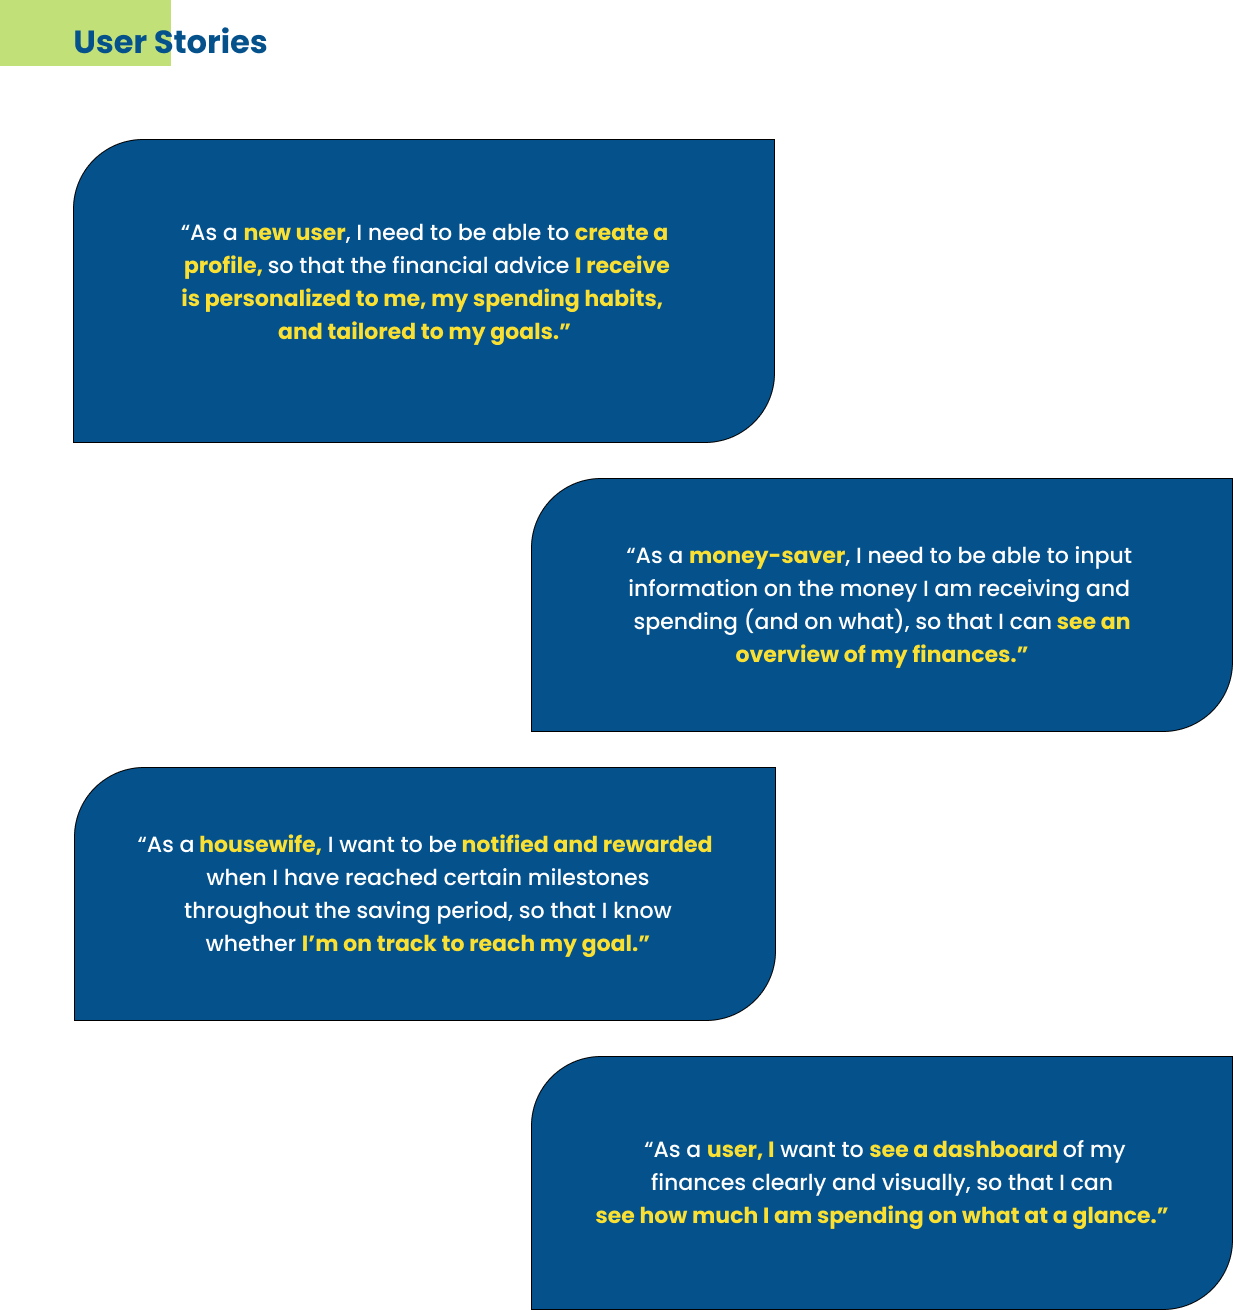 User Stories
“As a new user, I need to be able to create a
profile, so that the financial advice I receive
is personalized to me, my spending habits,
and tailored to my goals.”
“As a money-saver, I need to be able to input
information on the money I am receiving and
spending (and on what), so that I can see an
overview of my finances.”
“As a housewife, I want to be notified and rewarded
when I have reached certain milestones
throughout the saving period, so that I know
whether I’m on track to reach my goal.”
“As a user, I want to see a dashboard of my
finances clearly and visually, so that I can
see how much I am spending on what at a glance.”